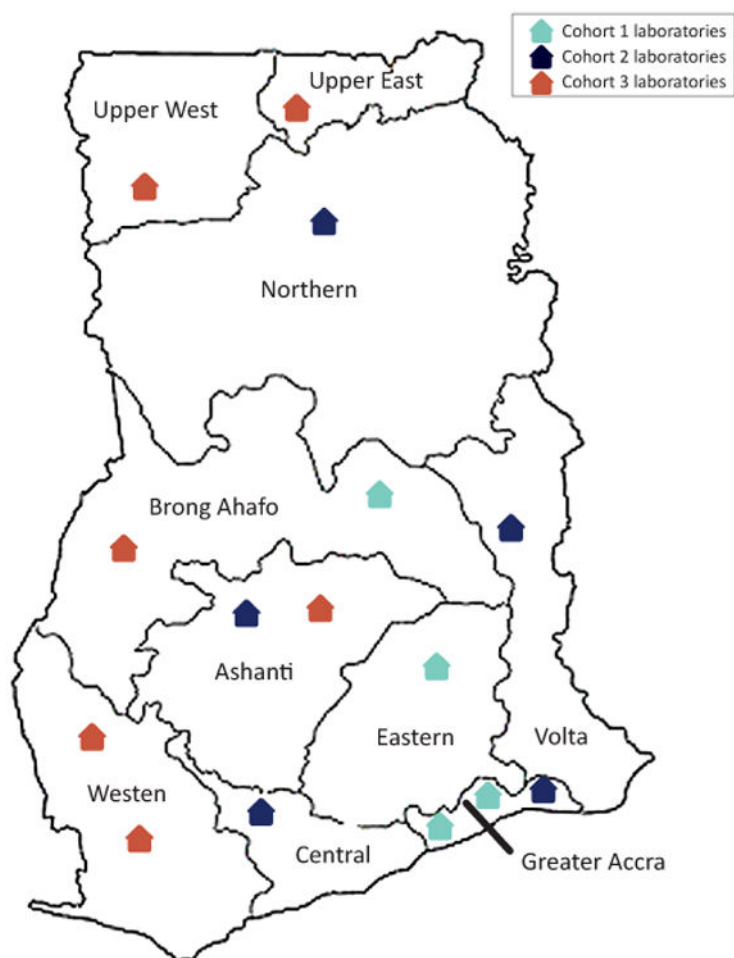 Cohort 1 laboratories
Cohort 2 laboratories
Cohort 3 laboratories
Upper East
Upper West
Northern
Brong Ahafo
Ashanti
Eastern
Volta
Westen
Central
Greater Accra